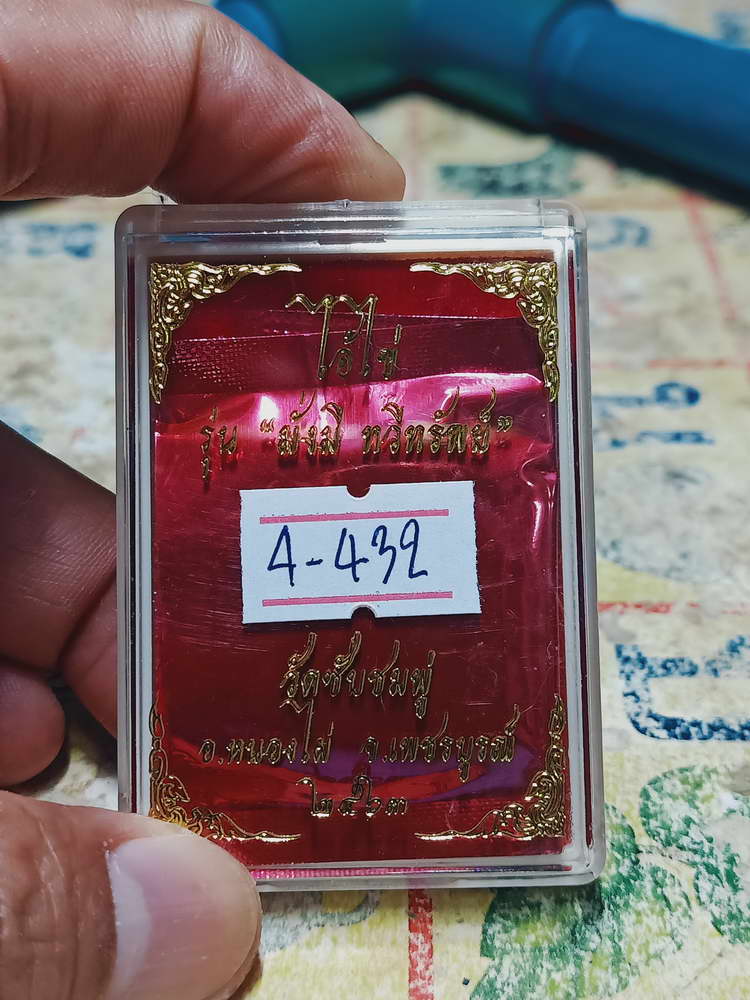 ไอ้ไข่
รุ่น "มั่งมี ทวีทรัพย์"
4-432
วัดซับชมพู่
อ.หนองไผ่ จ.เพชรบูรณ์
๒๕๖๓